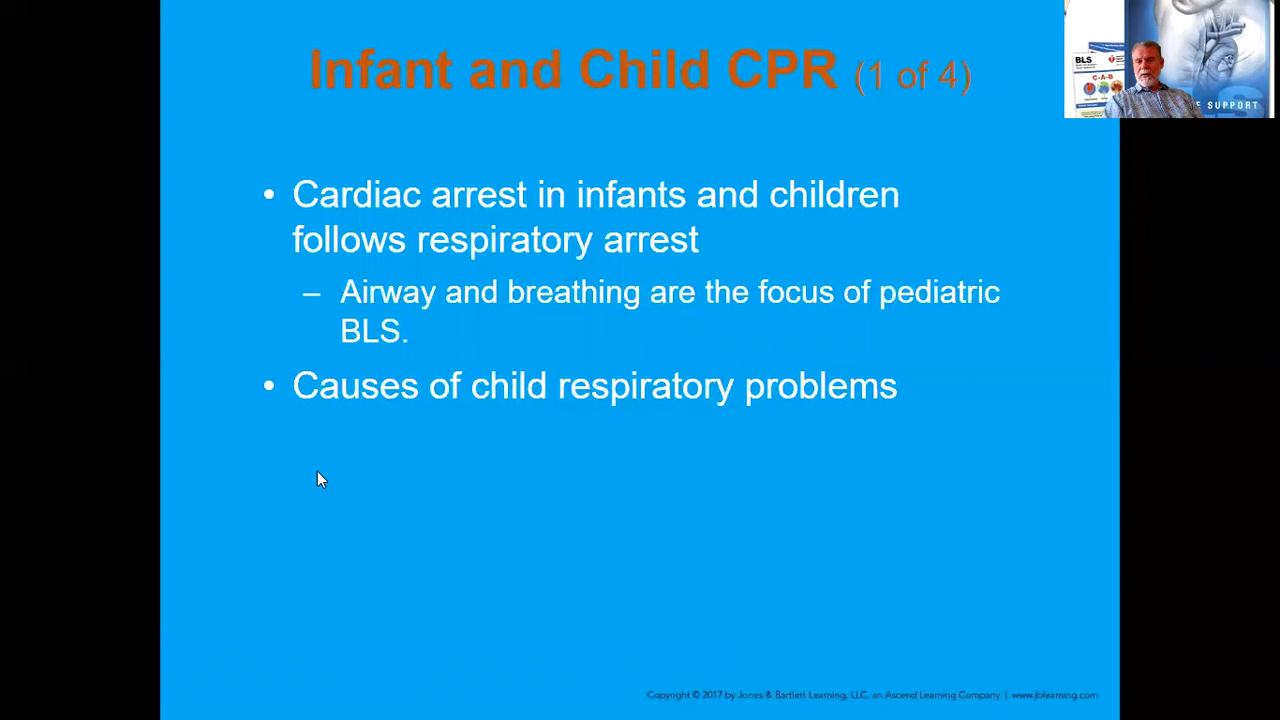 Infant and Child CPR (1 of 4)
BLS
C-A-B
SUPPORT
• Cardiac arrest in infants and children
follows respiratory arrest
– Airway and breathing are the focus of pediatric
BLS.
• Causes of child respiratory problems
Copyright © 2017 by Jones & Bartlett Learning, LLC, an Ascend Learning Company | www.jblearning.com